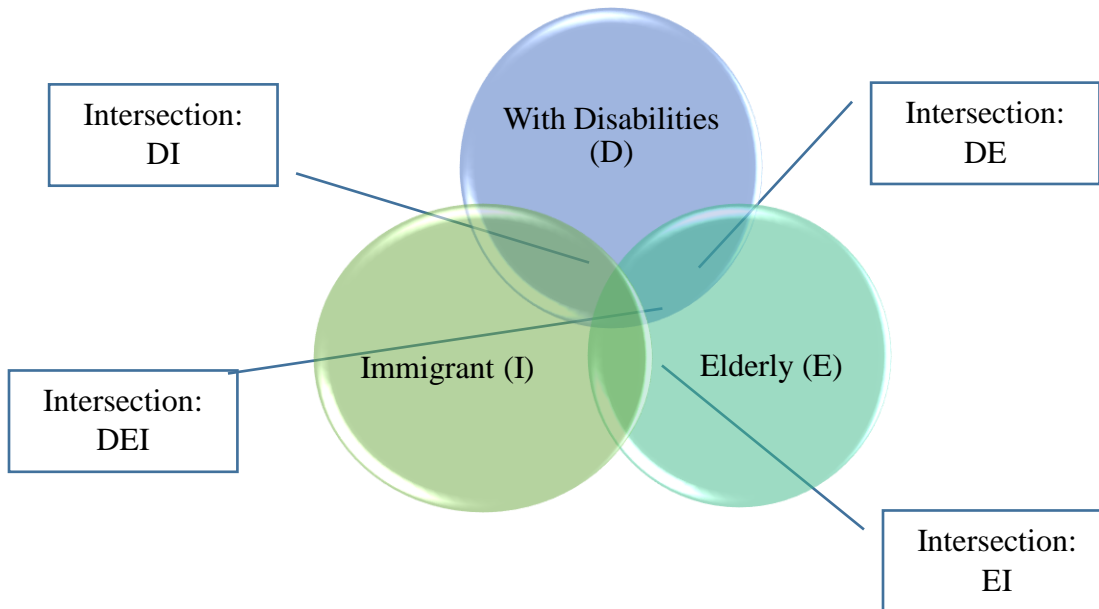 With Disabilities
(D)
Intersection:
DI
Intersection:
DE
Immigrant (I)
Elderly (E)
Intersection:
DEI
Intersection:
EI